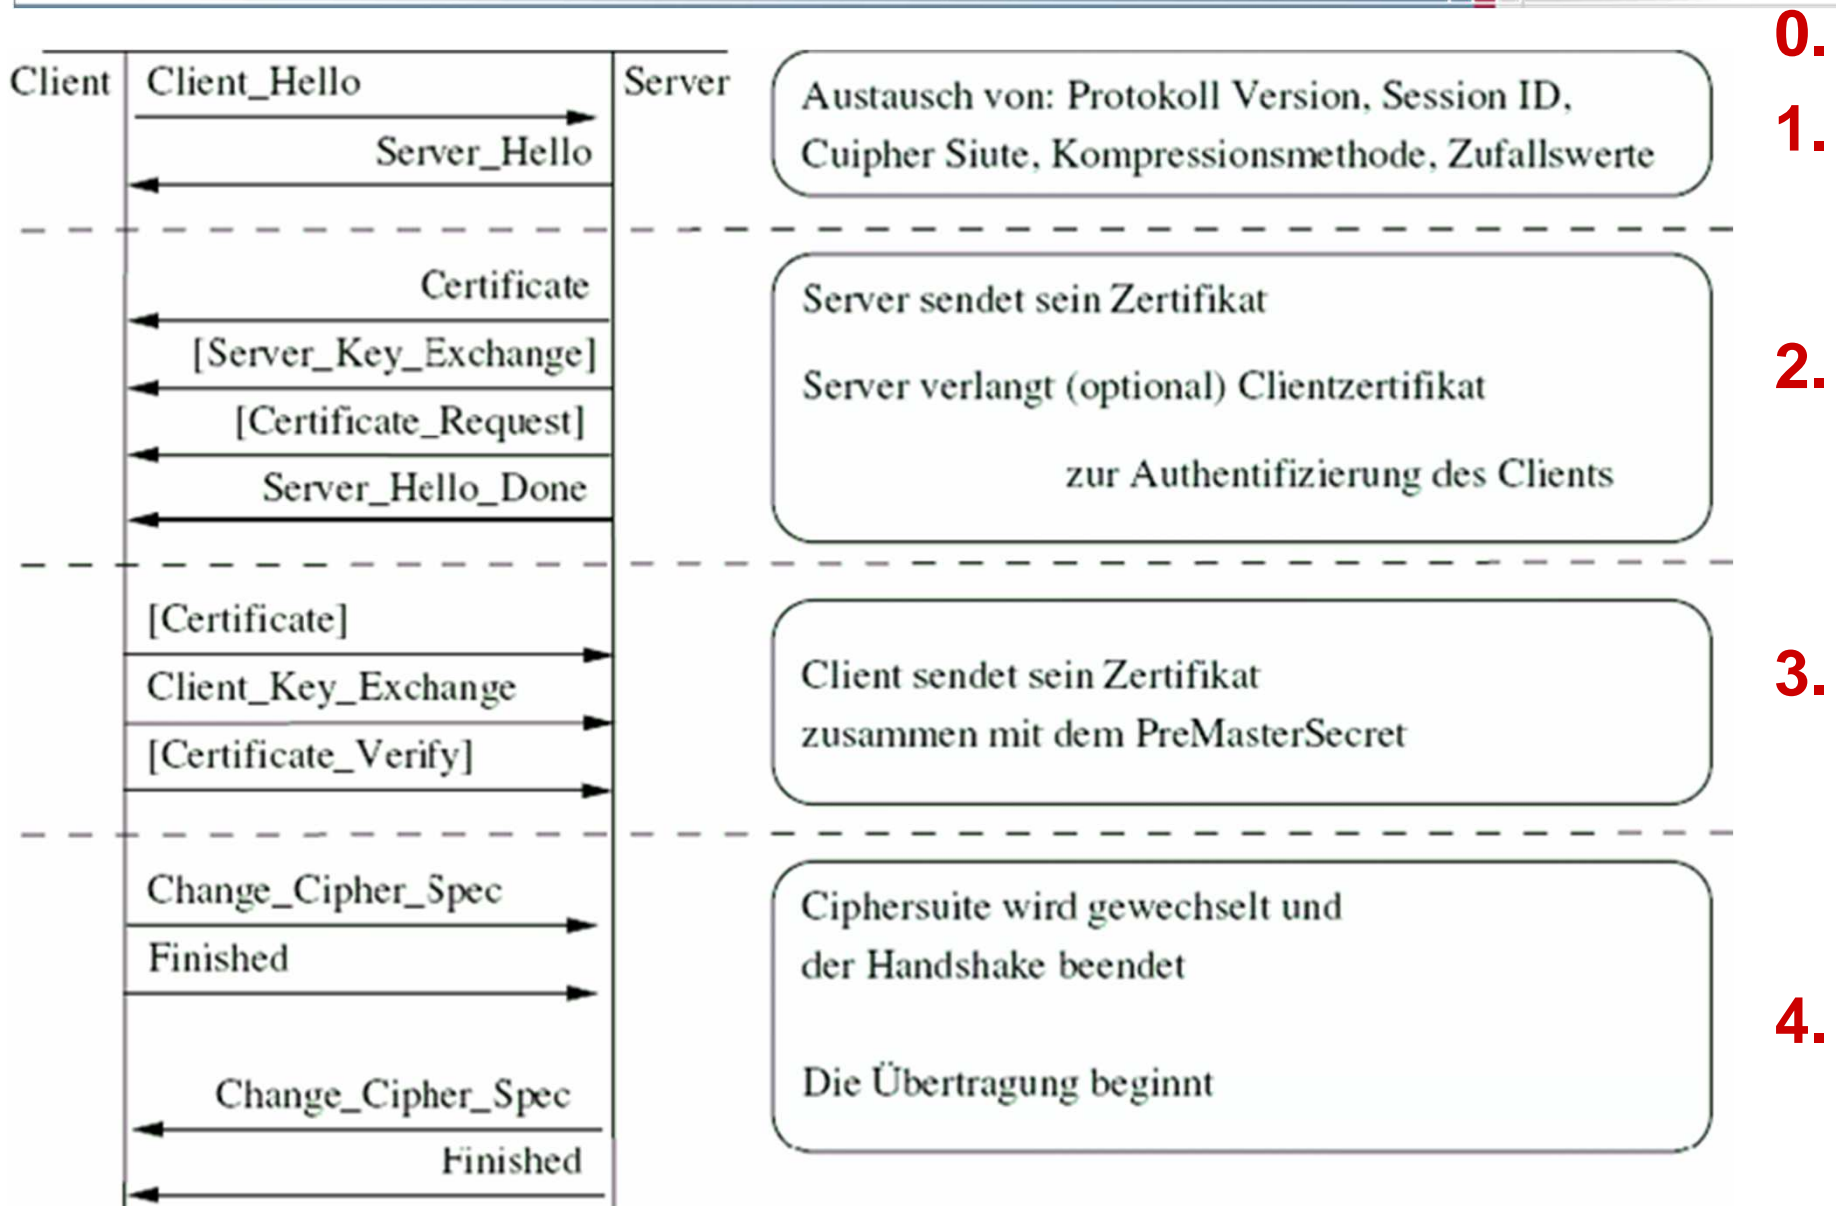 0.
Client
Client_Hello
Server
Server_Hello
Austausch von: Protokoll Version, Session ID,
Cuipher Siute, Kompressionsmethode, Zufallswerte
1.
Certificate
[Server_Key_Exchange]
[Certificate_Request]
Server_Hello_Done
Server sendet sein Zertifikat
Server verlangt (optional) Clientzertifikat
zur Authentifizierung des Clients
2.
[Certificate]
Client_Key_Exchange
[Certificate_Verify]
Client sendet sein Zertifikat
zusammen mit dem PreMasterSecret
3.
Change_Cipher_Spec
Finished
Change_Cipher_Spec
Finished
Ciphersuite wird gewechselt und
der Handshake beendet
Die Übertragung beginnt
4.